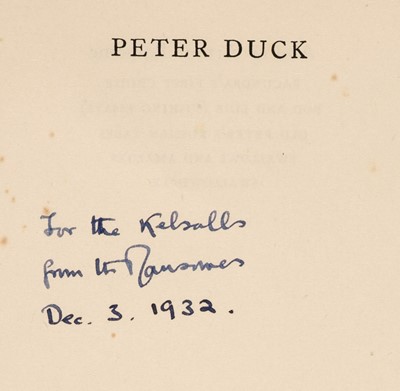 PETER DUCK
For the Kelsalls
from the Ransomes
Dec. 3. 1932.